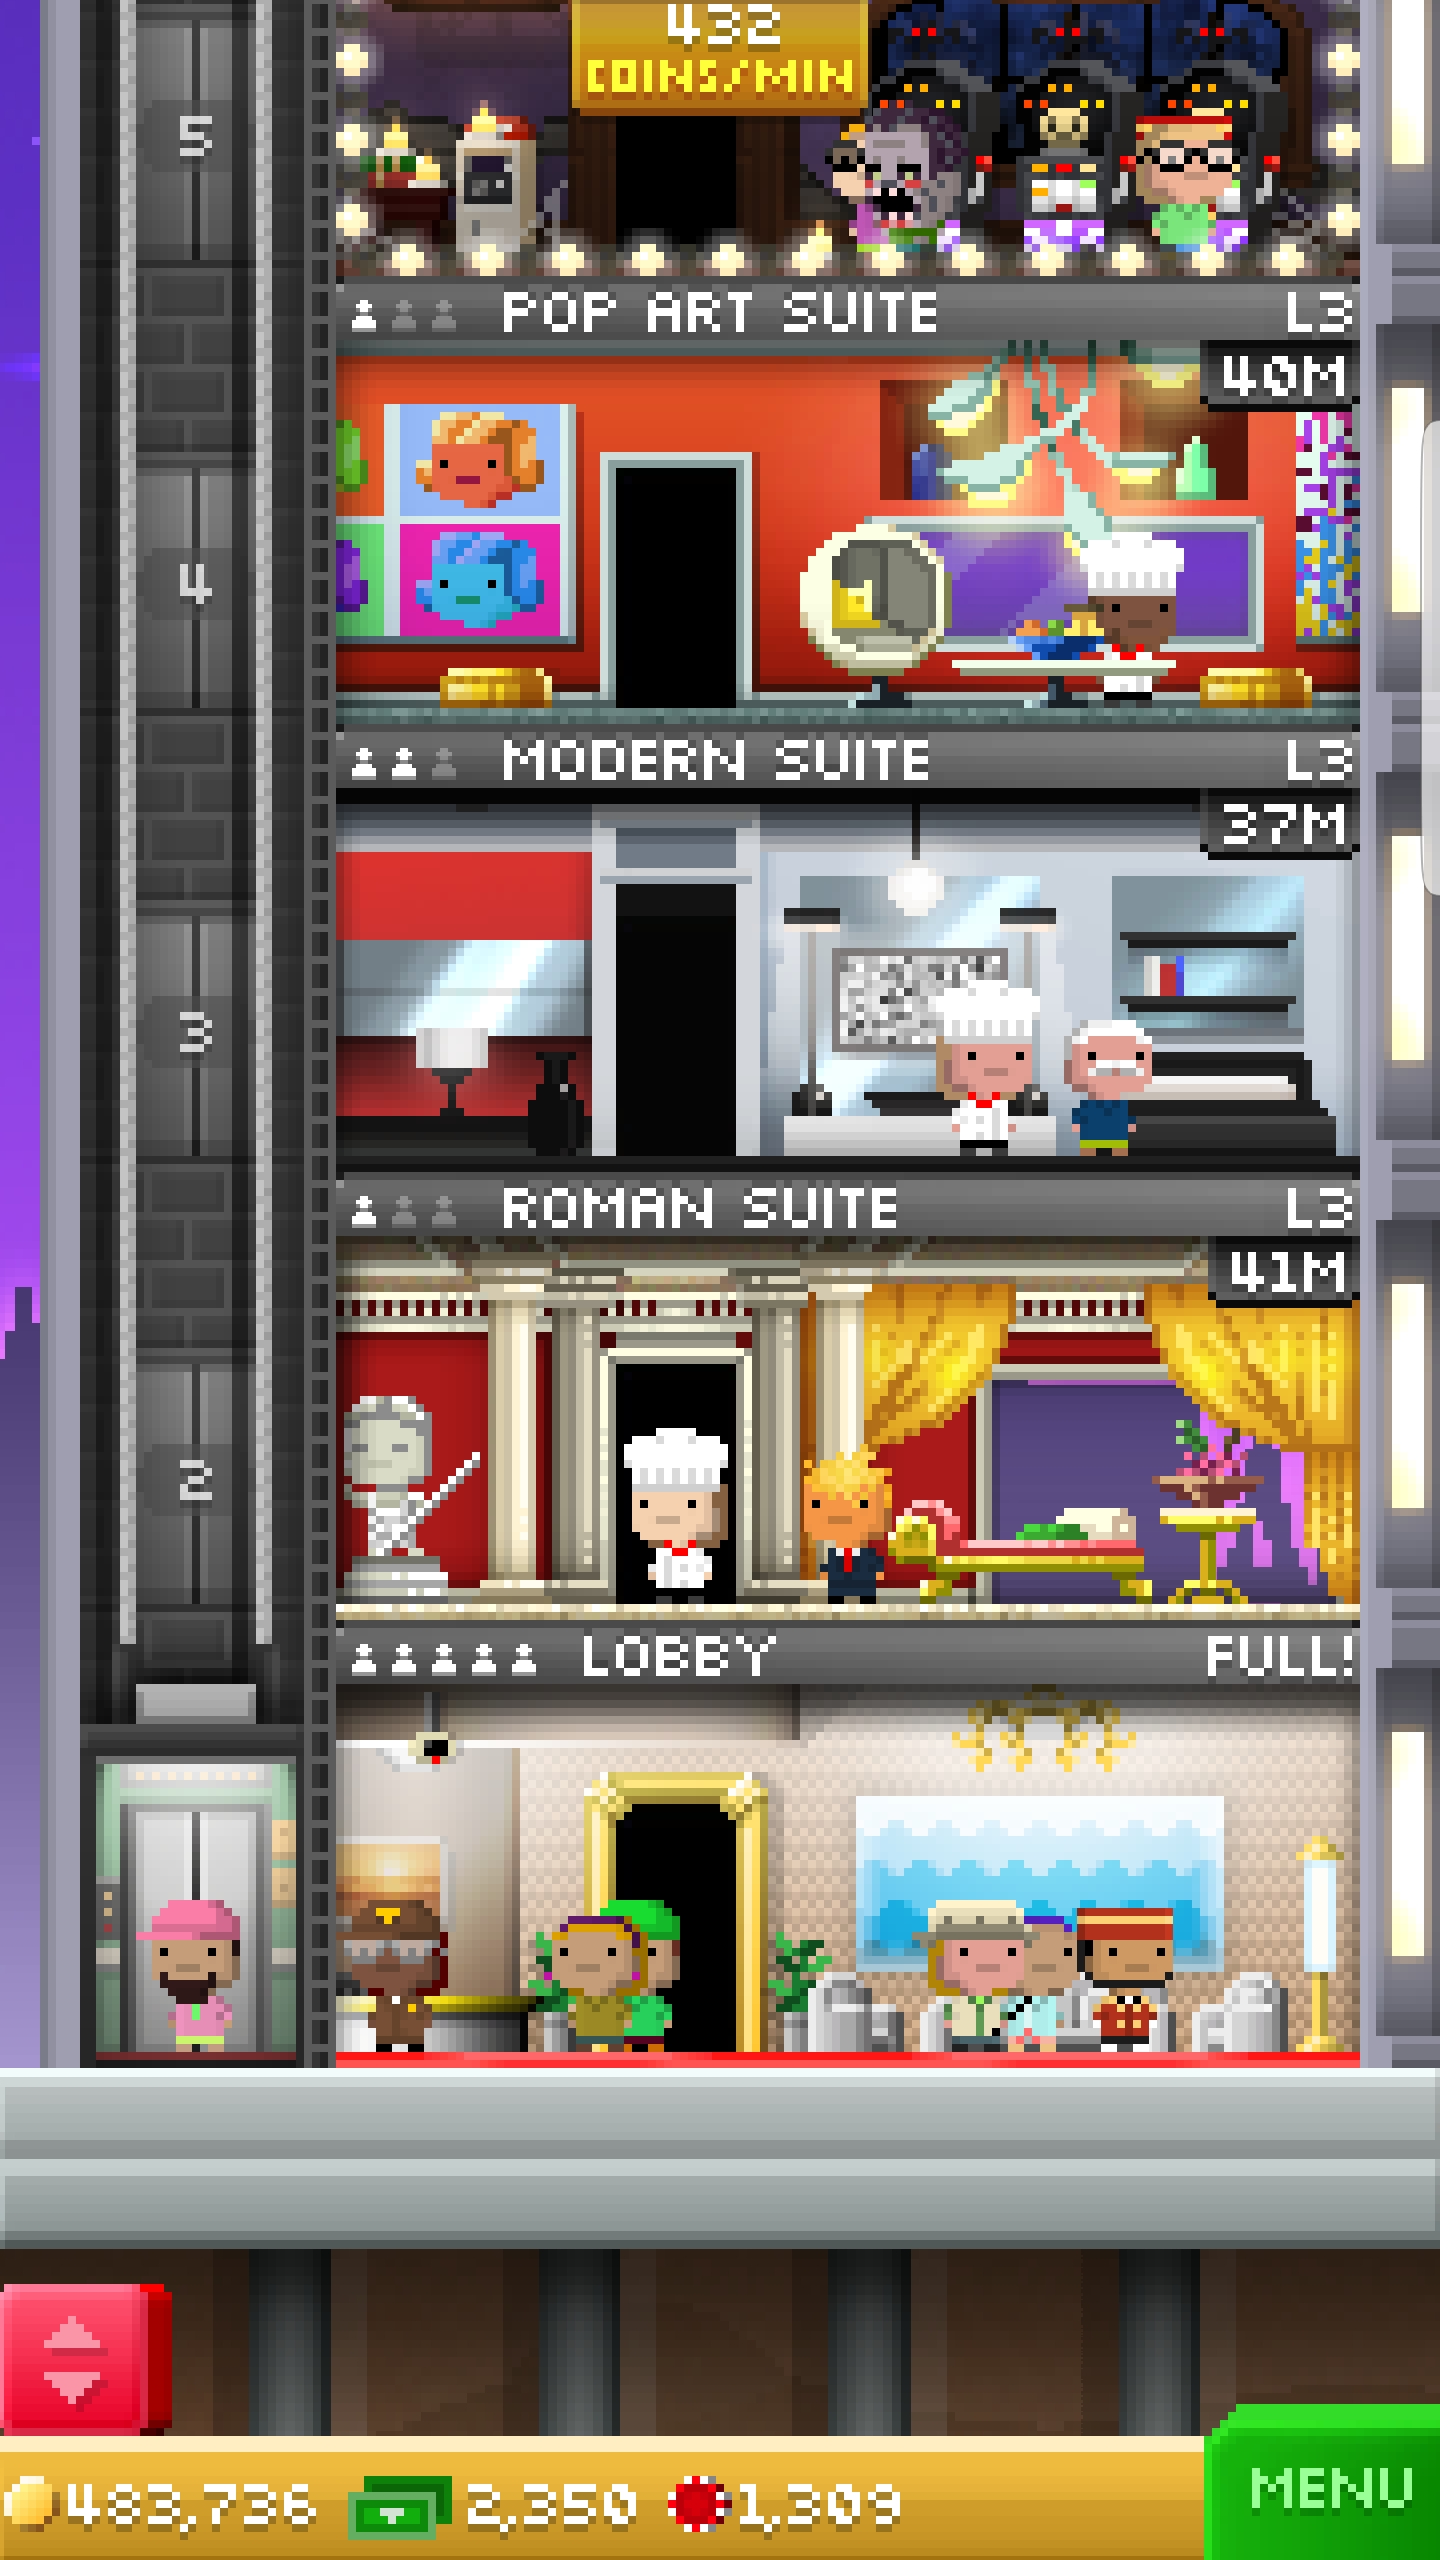 432
COINS/MIN
5
POP ART SUITE L3
40M
4
MODERN SUITE L3
37M
3
ROMAN SUITE L3
41M
2
LOBBY FULL!
483,736 2,350 1,309
MENU